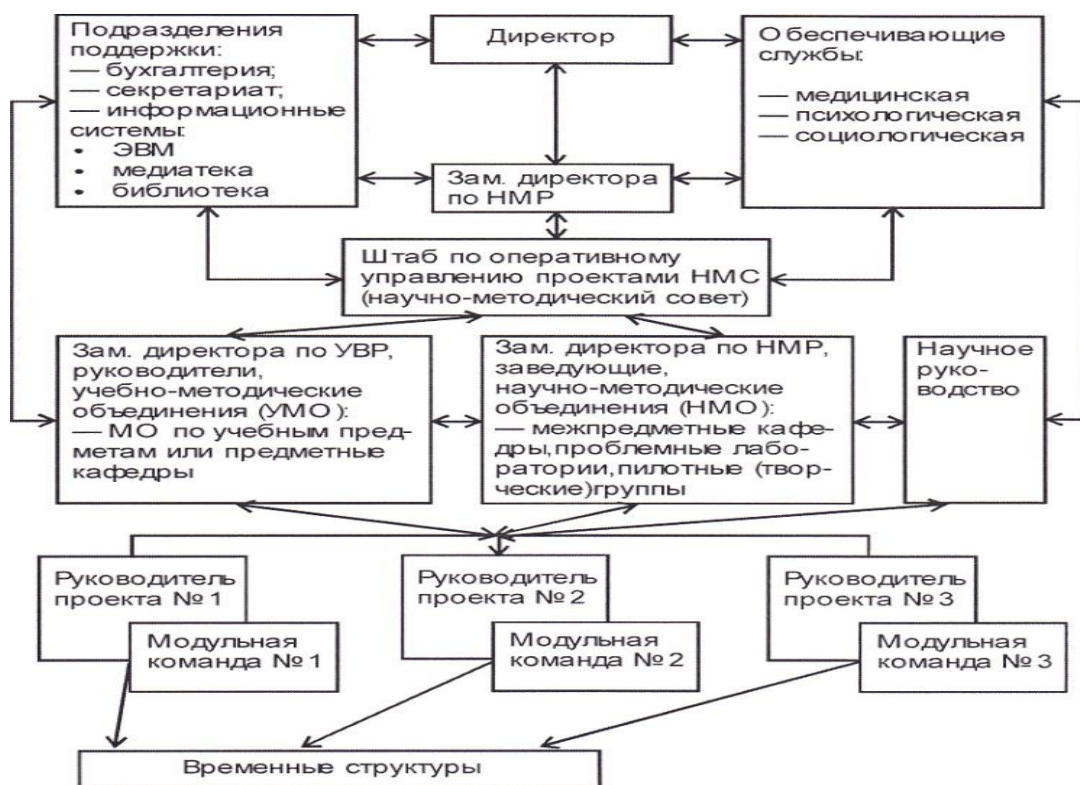 Подразделения
поддержки:
— бухгалтерия;
— секретариат;
— информационные
системы:
• ЭВМ
• медиатека
• библиотека
Директор
Обеспечивающие
службы:
— медицинская
— психологическая
— социологическая
Зам. директора
по НМР
Штаб по оперативному
управлению проектами НМС
(научно-методический совет)
Зам. директора по УВР,
руководители,
учебно-методические
объединения (УМО):
— МО по учебным пред-
метам или предметные
кафедры
Зам. директора по НМР,
заведующие,
научно-методические
объединения (НМО):
— межпредметные кафе-
дры, проблемные лабо-
ратории, пилотные (твор-
ческие) группы
Научное
руко-
водство
Руководитель
проекта № 1
Модульная
команда № 1
Руководитель
проекта № 2
Модульная
команда № 2
Руководитель
проекта № 3
Модульная
команда № 3
Временные структуры